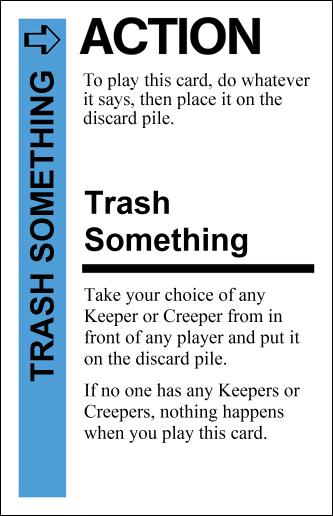 ACTION
To play this card, do whatever
it says, then place it on the
discard pile.
TRASH SOMETHING
Trash
Something
Take your choice of any
Keeper or Creeper from in
front of any player and put it
on the discard pile.
If no one has any Keepers or
Creepers, nothing happens
when you play this card.